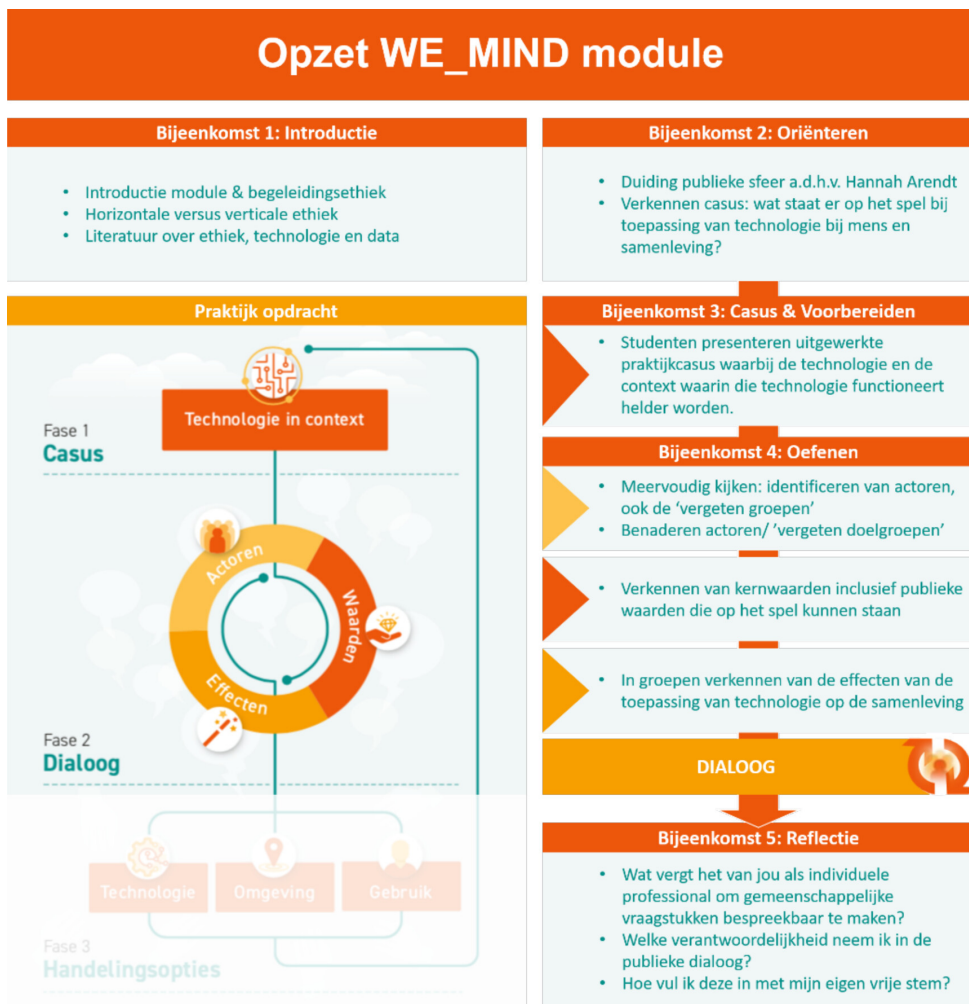 Opzet WE_MIND module
Bijeenkomst 1: Introductie
• Introductie module & begeleidingsethiek
• Horizontale versus verticale ethiek
• Literatuur over ethiek, technologie en data
Bijeenkomst 2: Oriënteren
• Duiding publieke sfeer a.d.h.v. Hannah Arendt
• Verkennen casus: wat staat er op het spel bij
toepassing van technologie bij mens en
samenleving?
Praktijk opdracht
Technologie in context
Fase 1
Casus
Actoren
Waarden
Effecten
Fase 2
Dialoog
Technologie
Omgeving
Gebruik
Fase 3
Handelingsopties
Bijeenkomst 3: Casus & Voorbereiden
• Studenten presenteren uitgewerkte
praktijkcasus waarbij de technologie en de
context waarin die technologie functioneert
helder worden.
Bijeenkomst 4: Oefenen
• Meervoudig kijken: identificeren van actoren,
ook de ‘vergeten groepen’
• Benaderen actoren/ ’vergeten doelgroepen’
• Verkennen van kernwaarden inclusief publieke
waarden die op het spel kunnen staan
• In groepen verkennen van de effecten van de
toepassing van technologie op de samenleving
DIALOOG
Bijeenkomst 5: Reflectie
• Wat vergt het van jou als individuele
professional om gemeenschappelijke
vraagstukken bespreekbaar te maken?
• Welke verantwoordelijkheid neem ik in de
publieke dialoog?
• Hoe vul ik deze in met mijn eigen vrije stem?